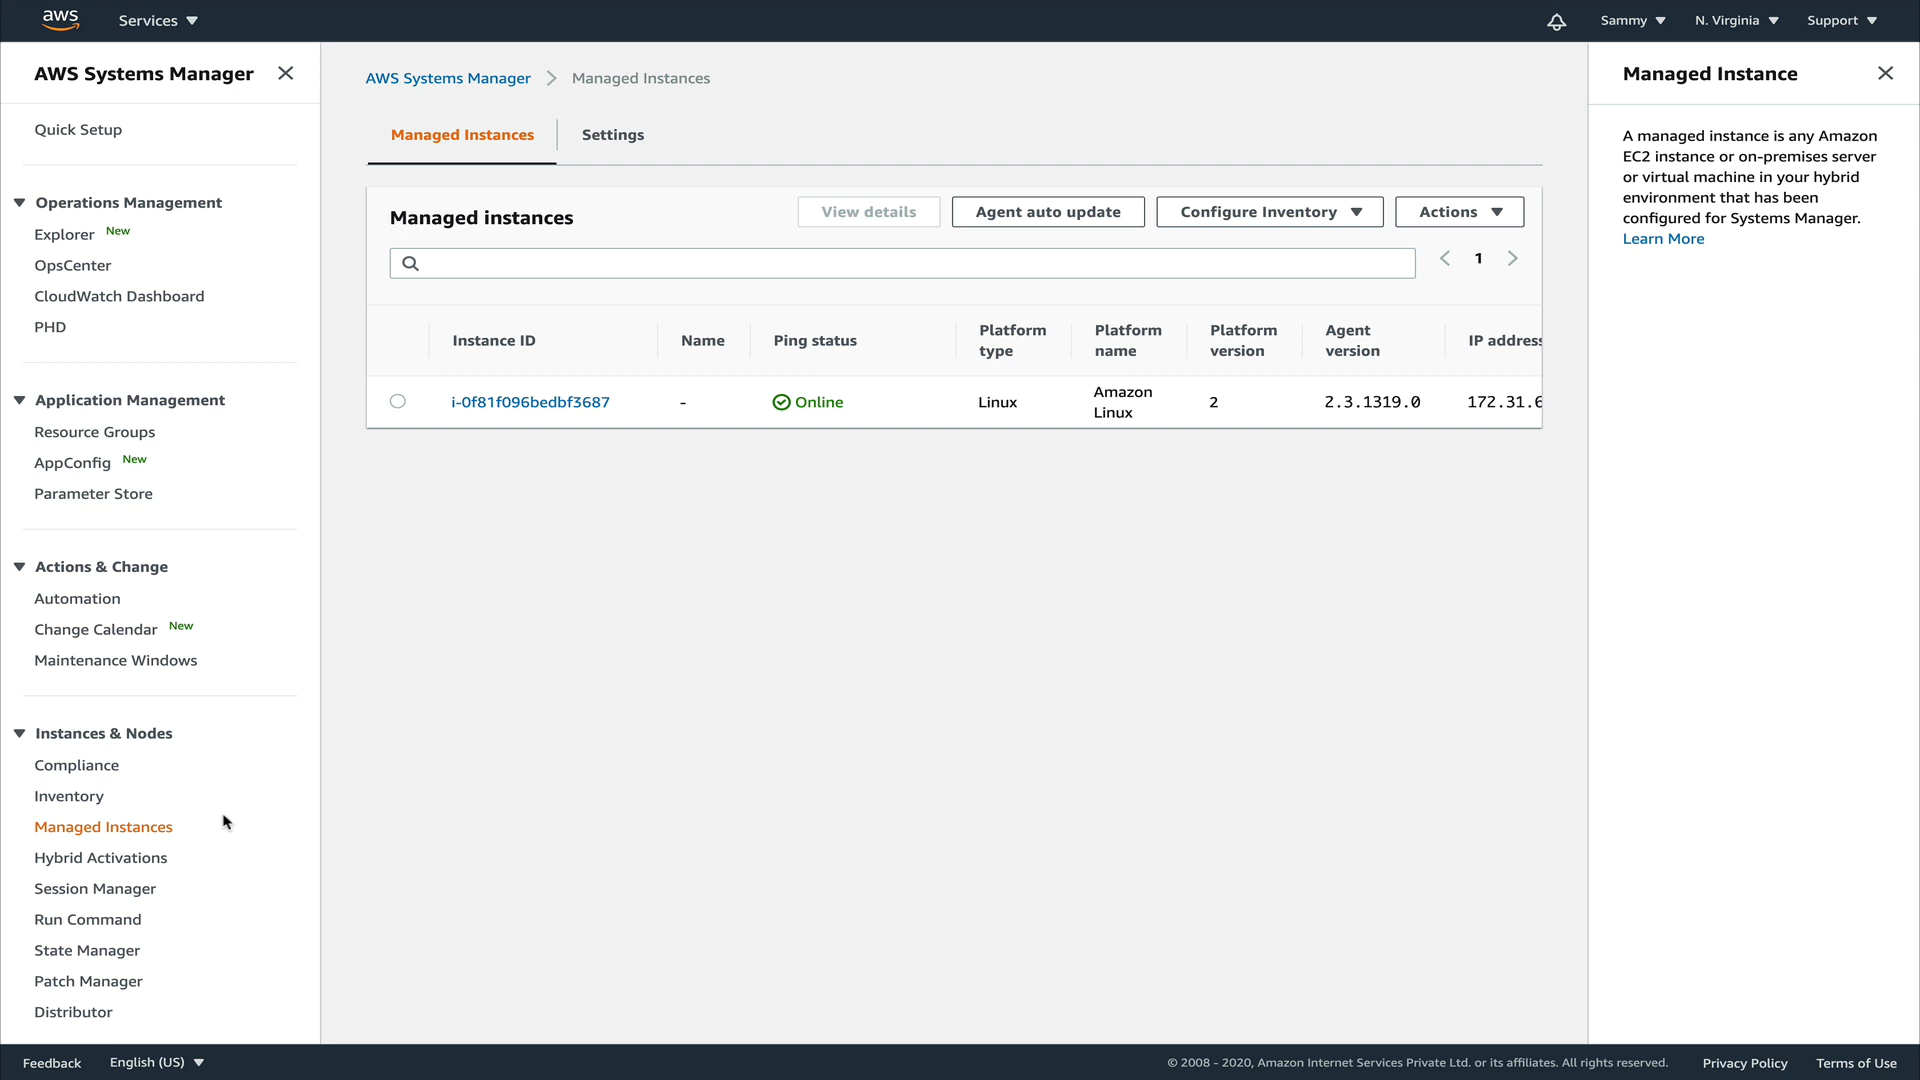 aws
Services
Sammy
N. Virginia
Support
AWS Systems Manager
Quick Setup
Operations Management
Explorer New
OpsCenter
CloudWatch Dashboard
PHD
Application Management
Resource Groups
AppConfig New
Parameter Store
Actions & Change
Automation
Change Calendar New
Maintenance Windows
Instances & Nodes
Compliance
Inventory
Managed Instances
Hybrid Activations
Session Manager
Run Command
State Manager
Patch Manager
Distributor
AWS Systems Manager
Managed Instances
Managed Instances
Settings
Managed instances
View details
Agent auto update
Configure Inventory
Actions
1
Instance ID
Name
Ping status
Platform
type
Platform
name
Platform
version
Agent
version
IP address
i-0f81f096bedbf3687
-
Online
Linux
Amazon
Linux
2
2.3.1319.0
172.31.6
Managed Instance
A managed instance is any Amazon
EC2 instance or on-premises server
or virtual machine in your hybrid
environment that has been
configured for Systems Manager.
Learn More
Feedback
English (US)
© 2008 - 2020, Amazon Internet Services Private Ltd. or its affiliates. All rights reserved.
Privacy Policy
Terms of Use